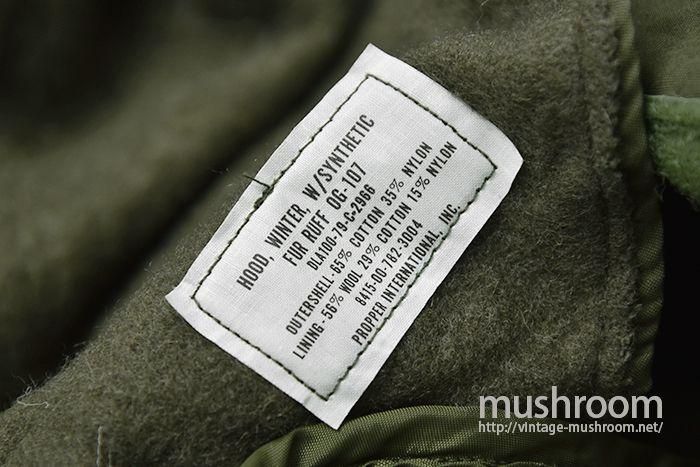 HOOD, WINTER, W/SYNTHETIC
FUR RUFF OG-107
DLA100-79-C-2966
OUTERSHELL-65% COTTON 35% NYLON
LINING-56% WOOL 29% COTTON 15% NYLON
8415-00-782-3004
PROPPER INTERNATIONAL, INC.
mushroom
http://vintage-mushroom.net/